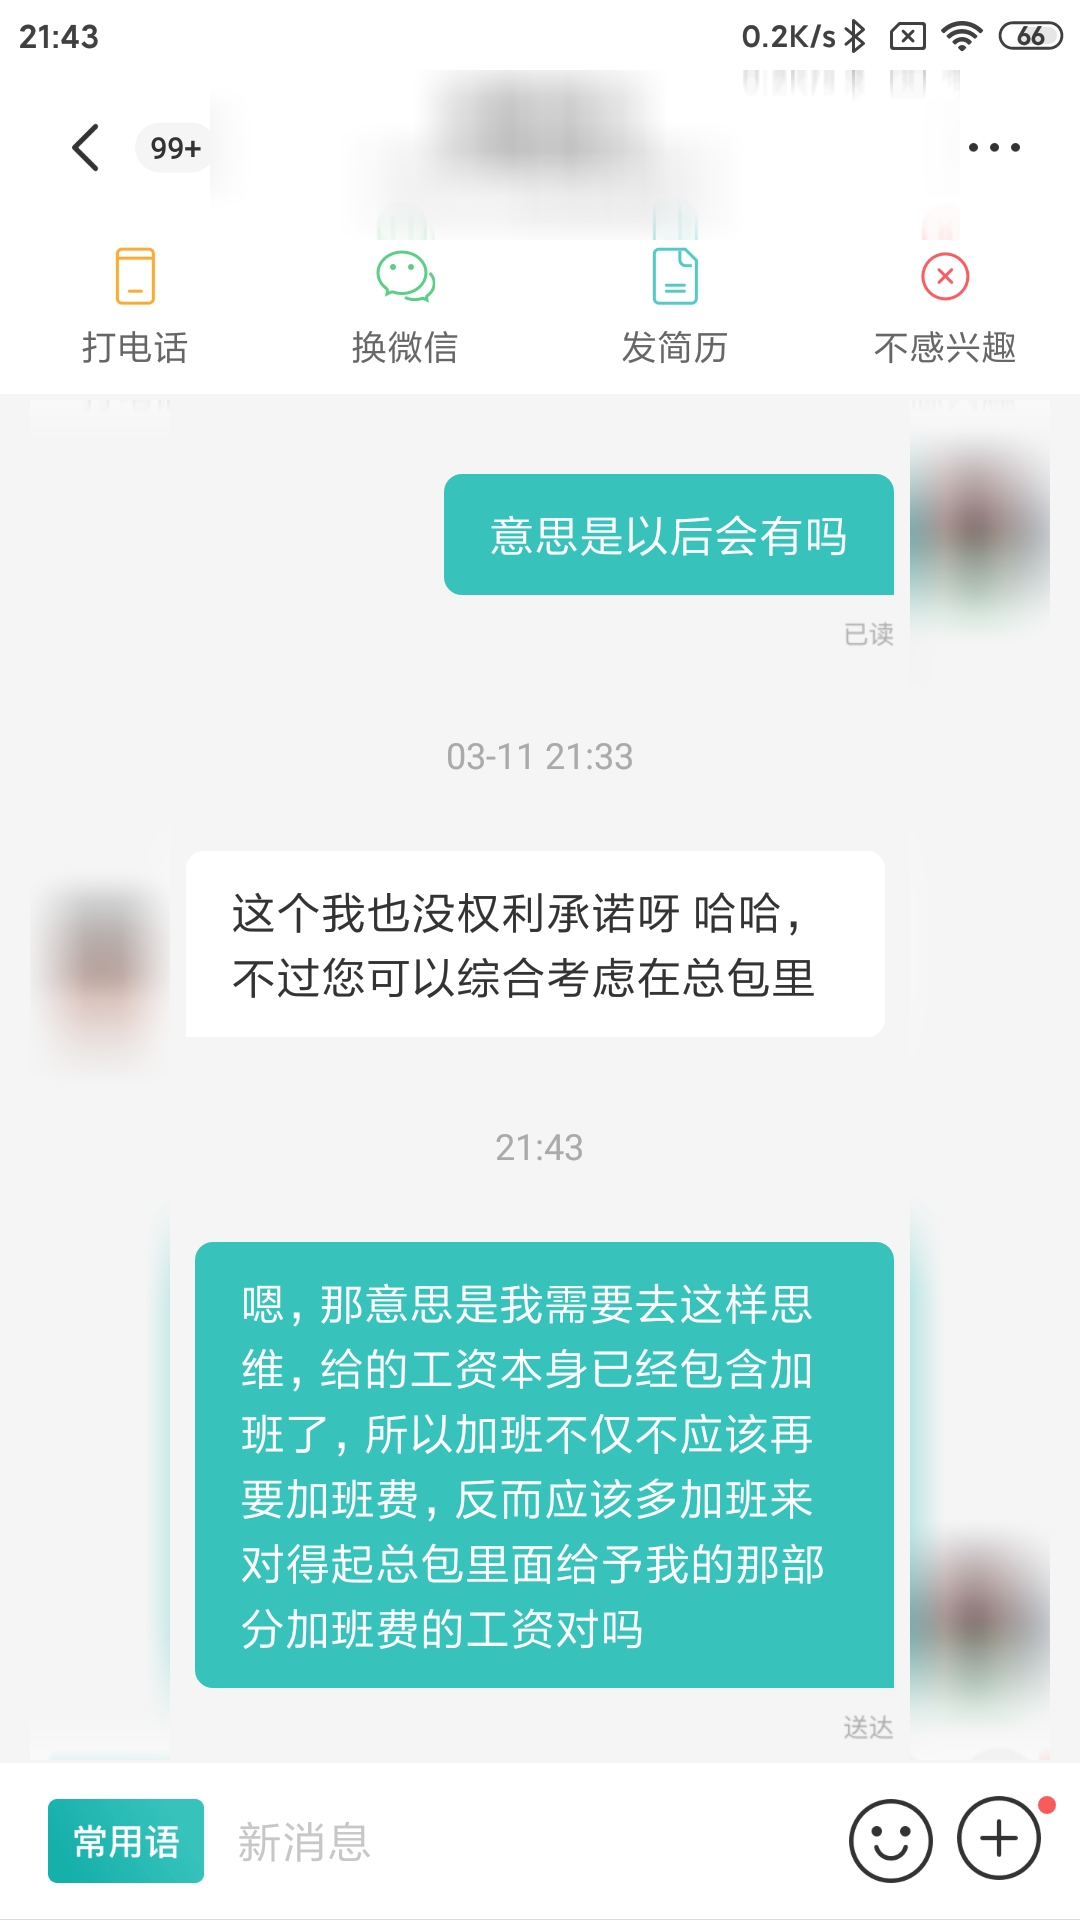 21:43 0.2K/s 66
99+
打电话 换微信 发简历 不感兴趣
意思是以后会有吗
已读
03-11 21:33
这个我也没权利承诺呀 哈哈，
不过您可以综合考虑在总包里
21:43
嗯，那意思是我需要去这样思
维，给的工资本身已经包含加
班了，所以加班不仅不应该再
要加班费，反而应该多加班来
对得起总包里面给予我的那部
分加班费的工资对吗
送达
常用语 新消息